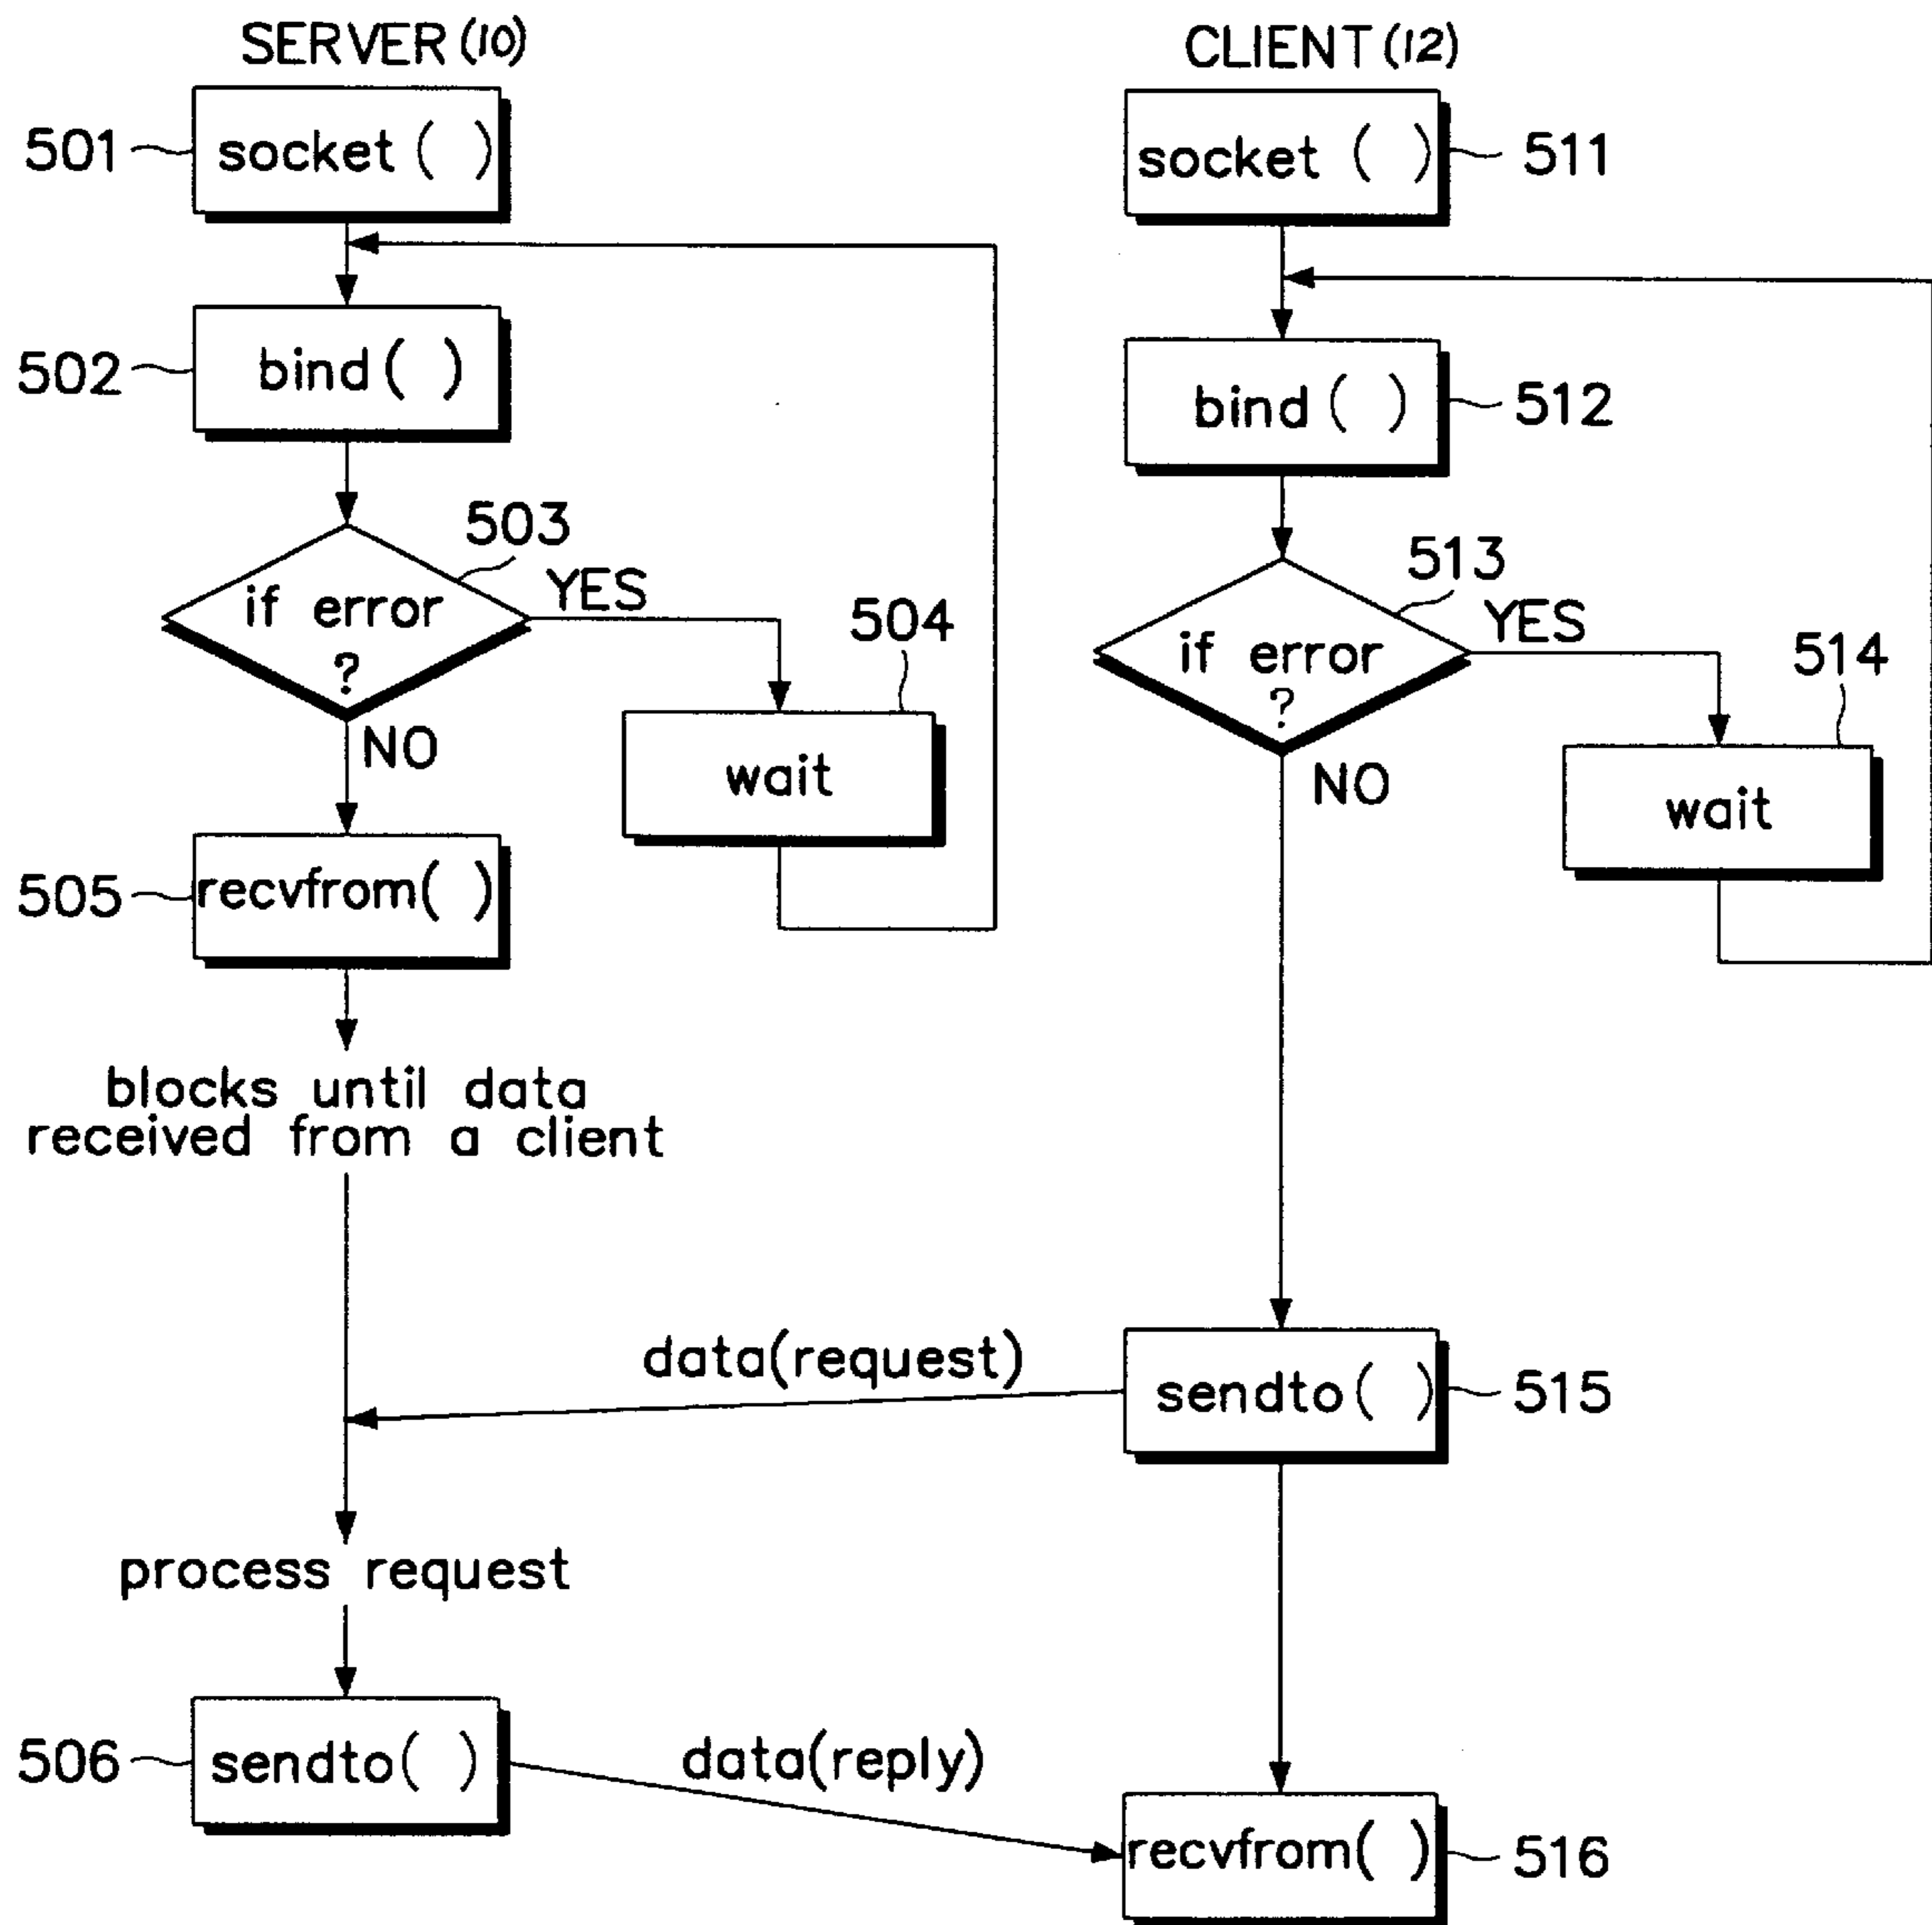 SERVER (10)
501
socket ( )
502
bind ( )
503
if error
?
YES
NO
504
wait
505
recvfrom( )
blocks until data
received from a client
process request
506
sendto( )
data(request)
data(reply)
CLIENT (12)
socket ( )
511
bind ( )
512
513
if error
?
YES
NO
514
wait
sendto( )
515
recvfrom( )
516